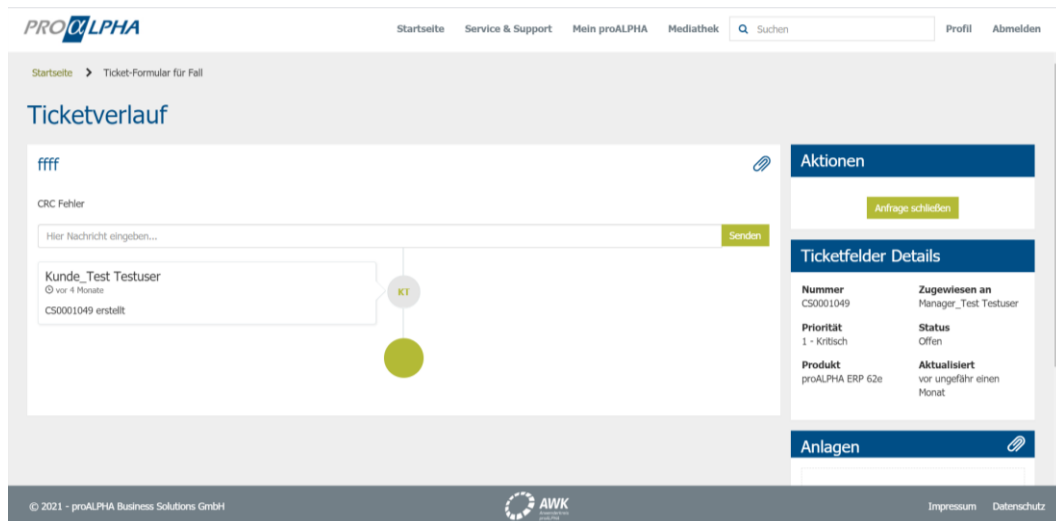 PROALPHA
Startseite Service & Support Mein proALPHA Mediathek Suchen Profil Abmelden
Startseite Ticket-Formular für Fall
Ticketverlauf
ffff
CRC Fehler
Hier Nachricht eingeben...
Senden
Kunde_Test Testuser
vor 4 Monate
CS0001049 erstellt
KT
Aktionen
Anfrage schließen
Ticketfelder Details
Nummer
CS0001049
Zugewiesen an
Manager_Test Testuser
Priorität
1 - Kritisch
Status
Offen
Produkt
proALPHA ERP 62e
Aktualisiert
vor ungefähr einen
Monat
Anlagen
© 2021 - proALPHA Business Solutions GmbH
AWK
Impressum Datenschutz